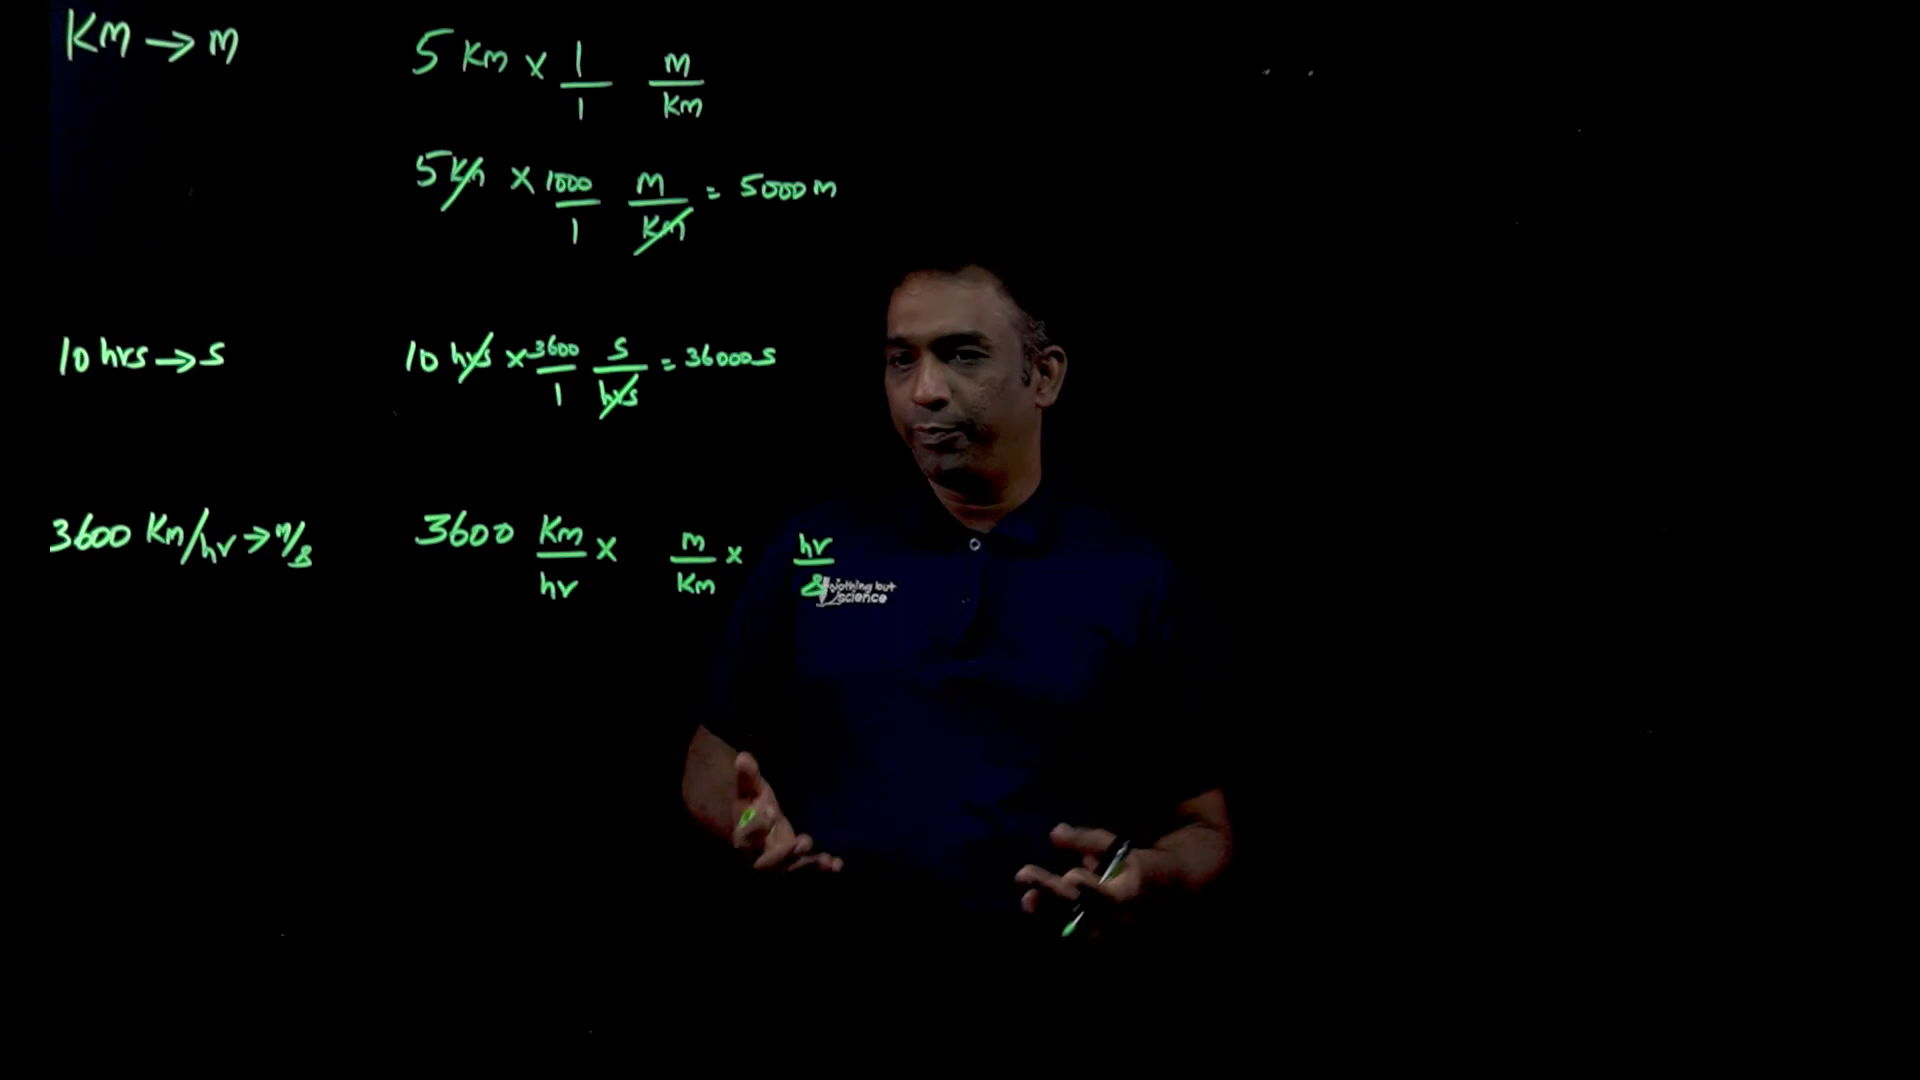 Km → m
5 Km × 1/1 m/Km
5 Km × 1000/1 m/Km = 5000 m
10 hrs → s
10 hrs × 3600/1 s/hrs = 36000 s
3600 Km/hr → m/s
3600 Km/hr × m/Km × hr/s
Nothing but
science